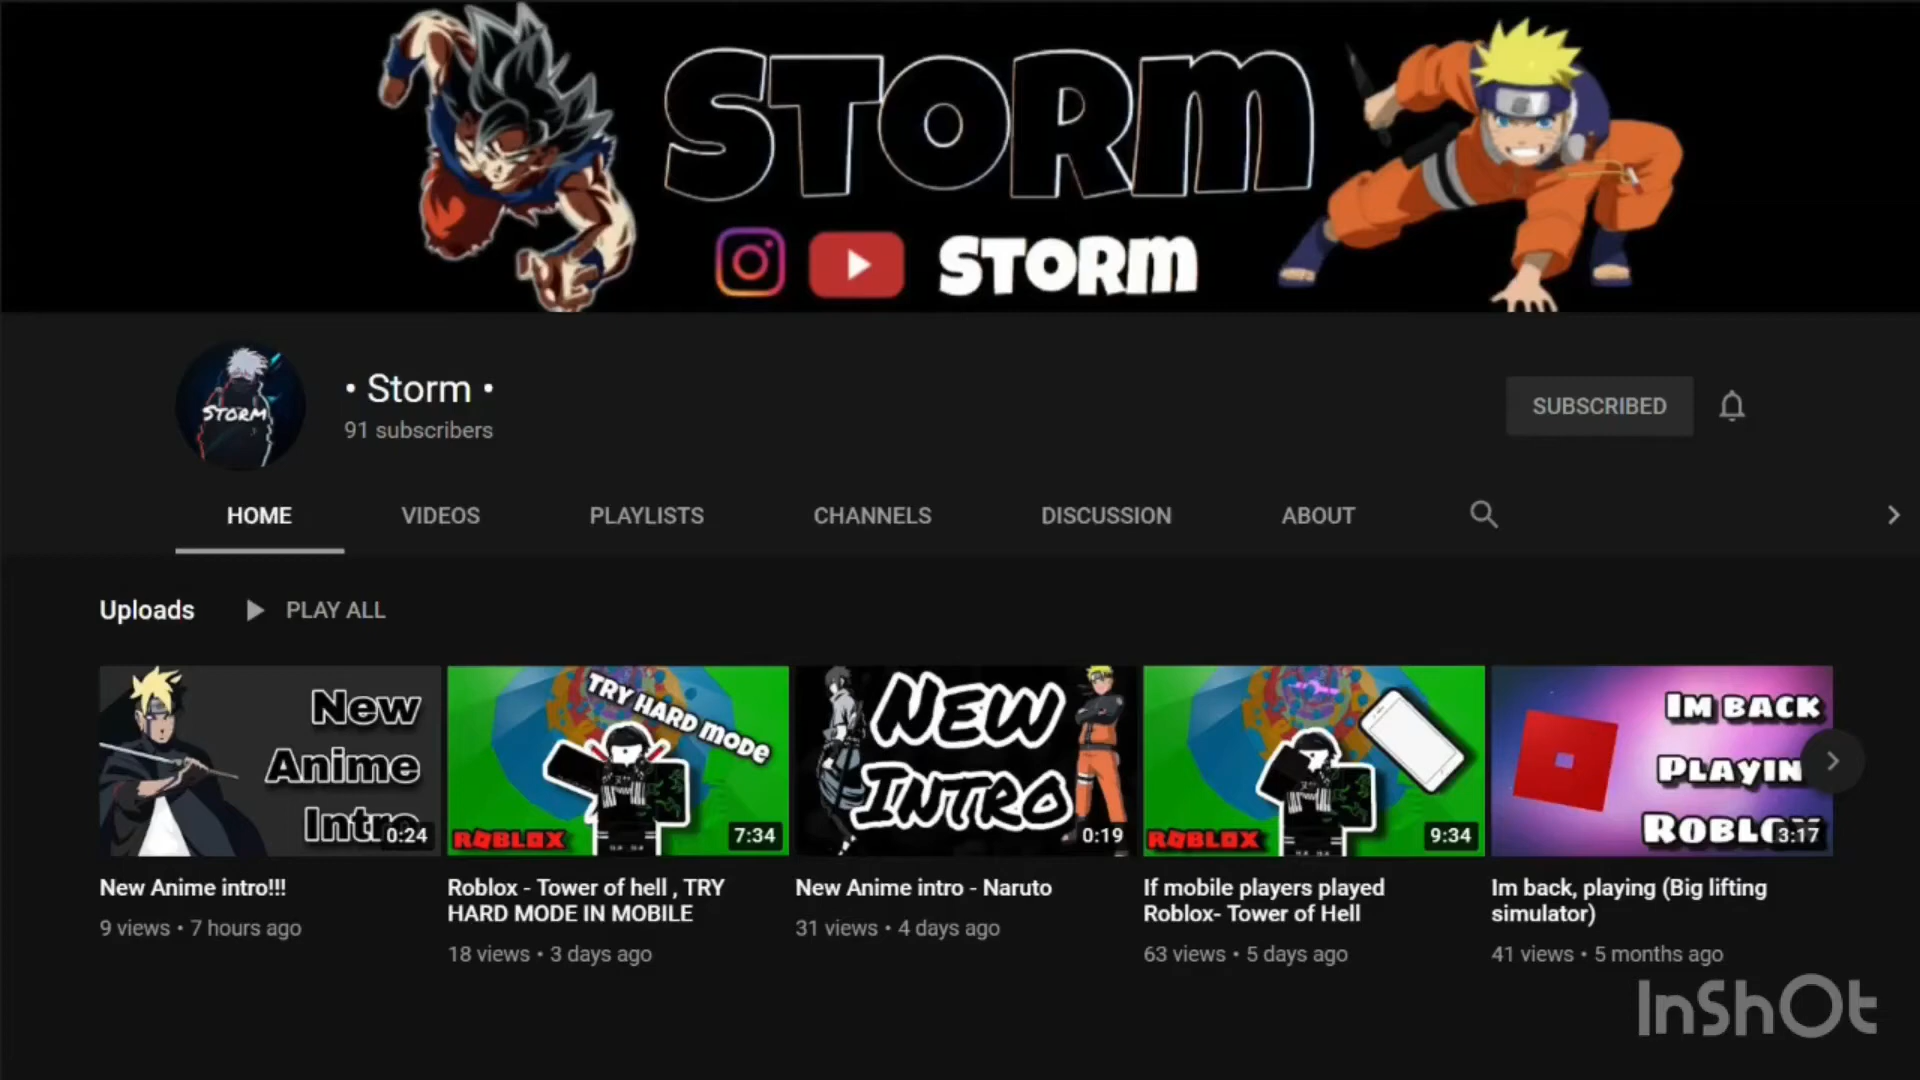 STORM
STORM
STORM
• Storm •
91 subscribers
SUBSCRIBED
HOME VIDEOS PLAYLISTS CHANNELS DISCUSSION ABOUT
Uploads PLAY ALL
New
Anime
Intro
0:24
TRY HARD MODE
ROBLOX
7:34
NEW
INTRO
0:19
ROBLOX
9:34
IM BACK
PLAYIN
ROBLOX
3:17
New Anime intro!!!
9 views • 7 hours ago
Roblox - Tower of hell , TRY
HARD MODE IN MOBILE
18 views • 3 days ago
New Anime intro - Naruto
31 views • 4 days ago
If mobile players played
Roblox- Tower of Hell
63 views • 5 days ago
Im back, playing (Big lifting
simulator)
41 views • 5 months ago
InShOt